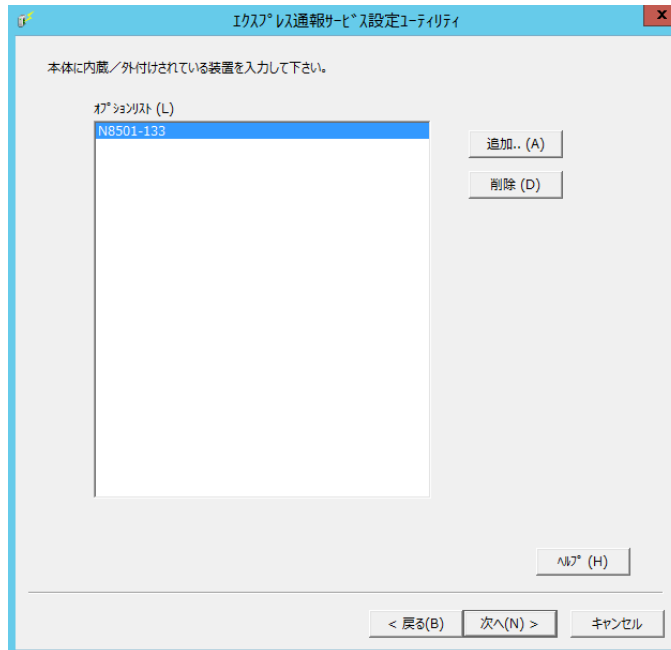 ｴｸｽﾌﾟﾚｽ通報ｻｰﾋﾞｽ設定ﾕｰﾃｨﾘﾃｨ
x
本体に内蔵／外付けされている装置を入力して下さい。
ｵﾌﾟｼｮﾝﾘｽﾄ (L)
N8501-133
追加.. (A)
削除 (D)
ﾍﾙﾌﾟ (H)
< 戻る(B)
次へ(N) >
ｷｬﾝｾﾙ